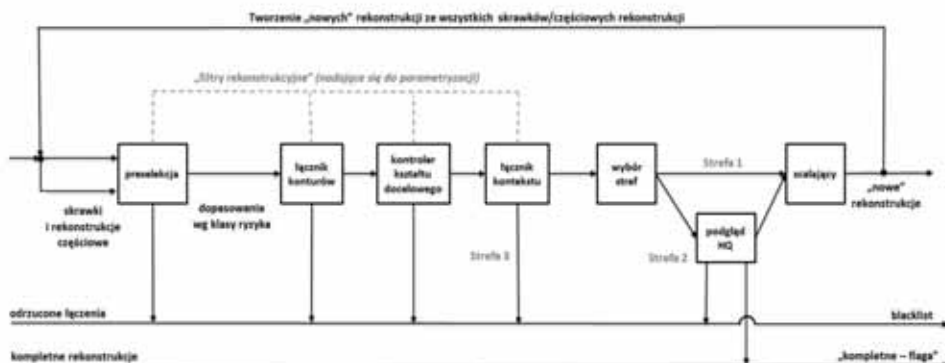 Tworzenie „nowych” rekonstrukcji ze wszystkich skrawków/częściowych rekonstrukcji
„filtry rekonstrukcyjne” (nadające się do parametryzacji)
preselekcja
łącznik
konturów
kontroler
kształtu
docelowego
łącznik
kontekstu
wybór
stref
Strefa 1
scalający
„nowe”
rekonstrukcje
skrawki
i rekonstrukcje
częściowe
dopasowania
wg klasy ryzyka
Strefa 3
Strefa 2
podgląd
HQ
odrzucone łączenia
blacklist
kompletne rekonstrukcje
„kompletne – flaga”